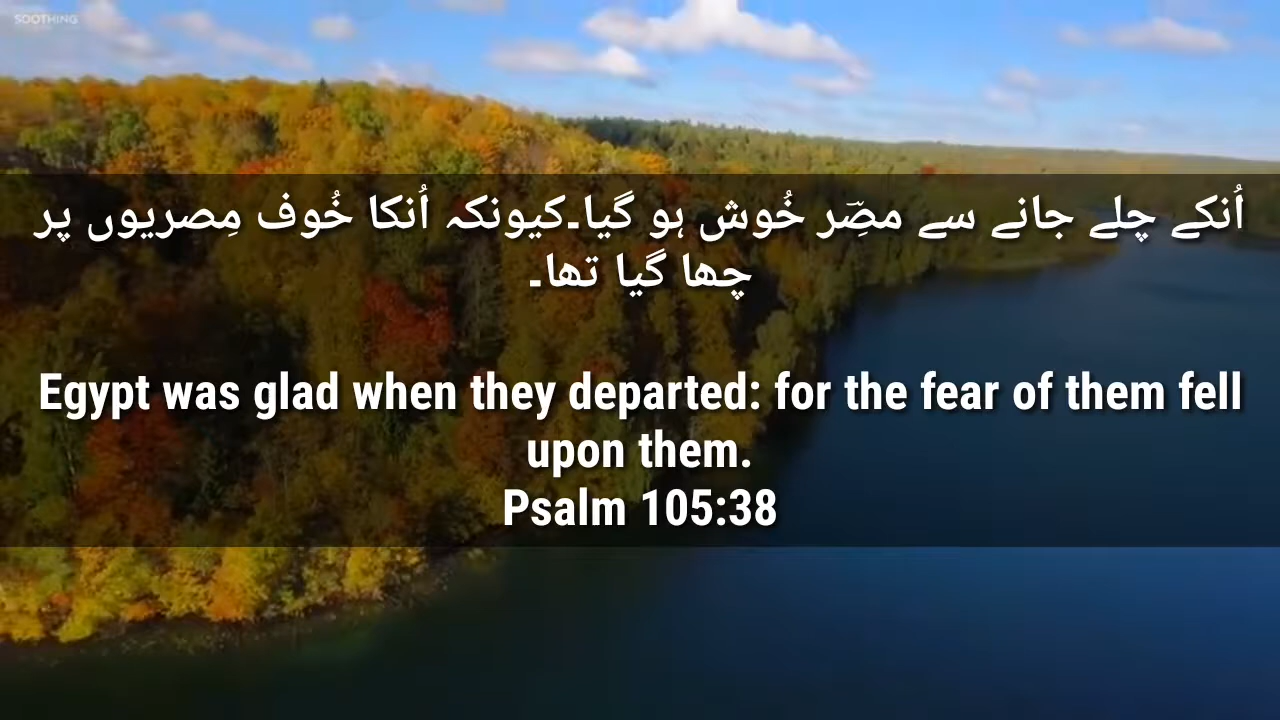 SOOTHING
اُنکے چلے جانے سے مصِؔر خُوش ہو گیا۔کیونکہ اُنکا خُوف مِصریوں پر
چھا گیا تھا۔
Egypt was glad when they departed: for the fear of them fell
upon them.
Psalm 105:38